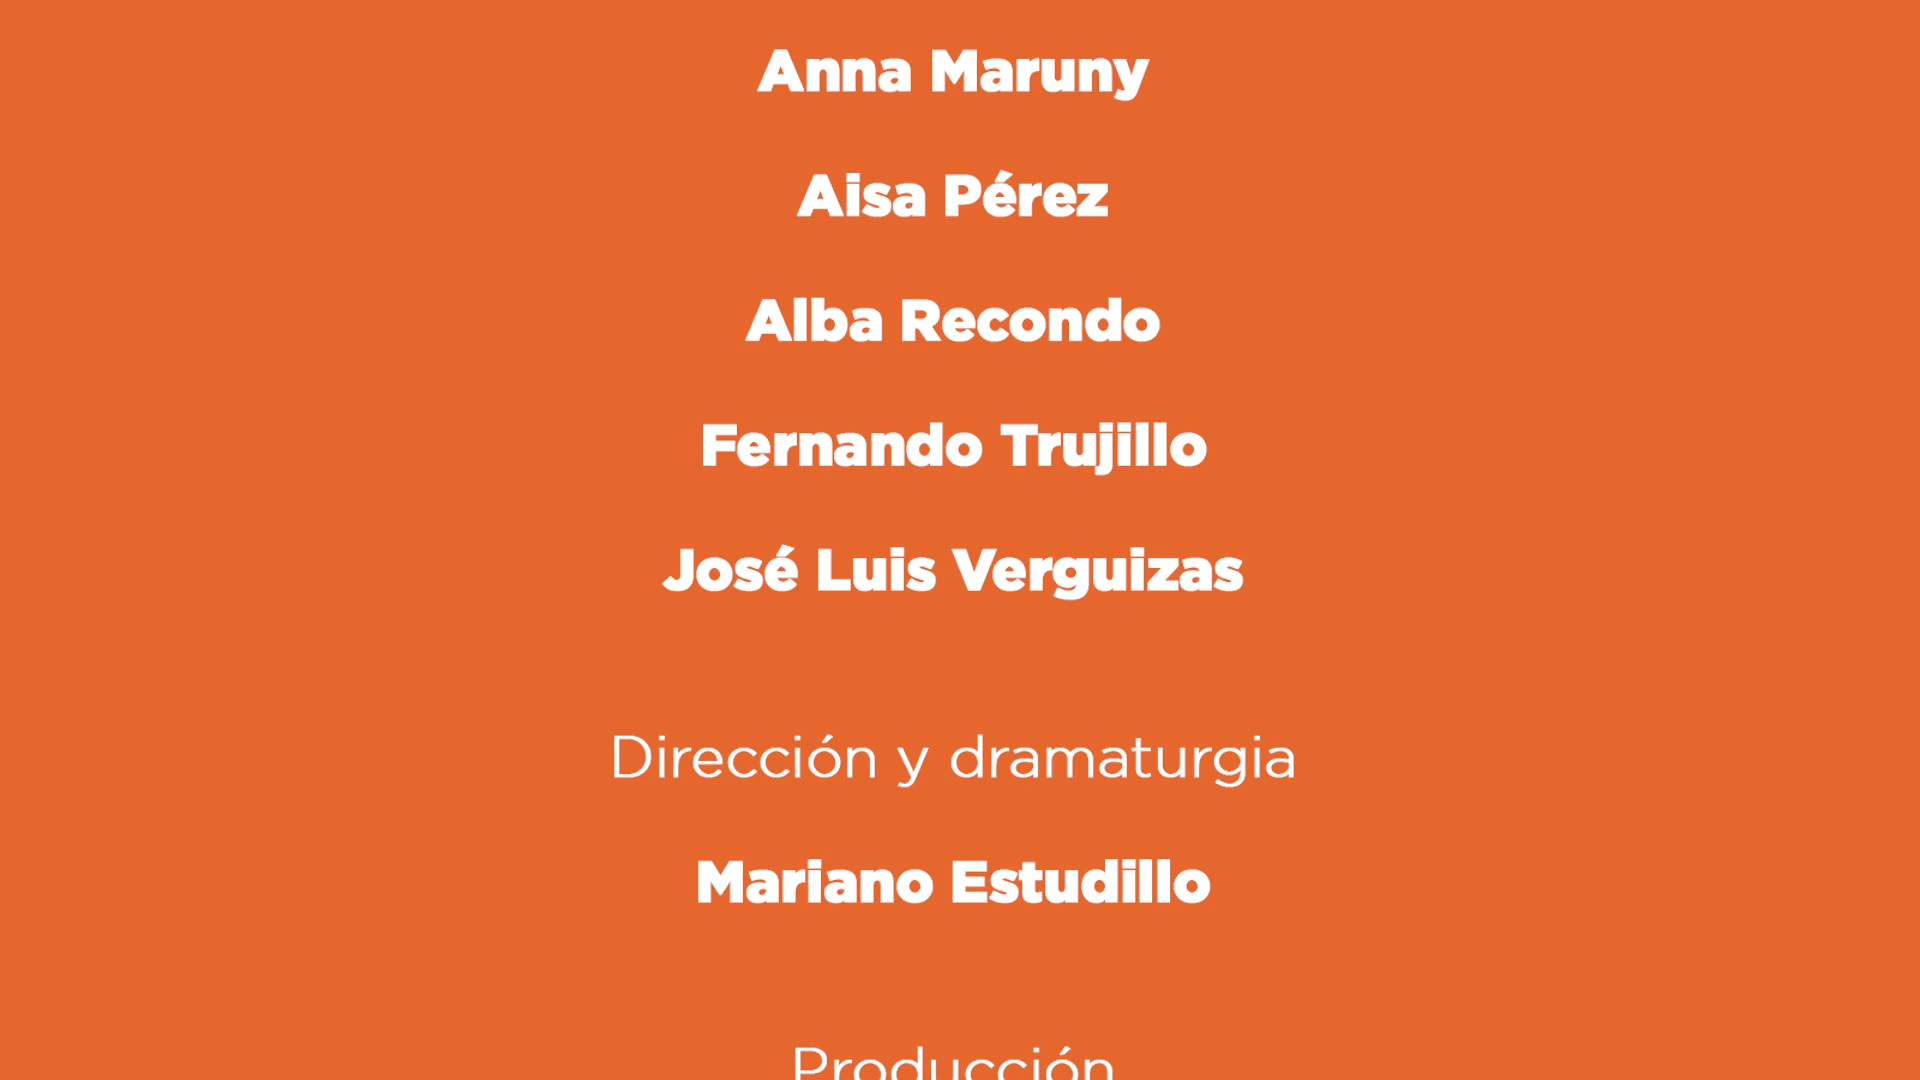 Anna Maruny
Aisa Pérez
Alba Recondo
Fernando Trujillo
José Luis Verguizas
Dirección y dramaturgia
Mariano Estudillo
Producción